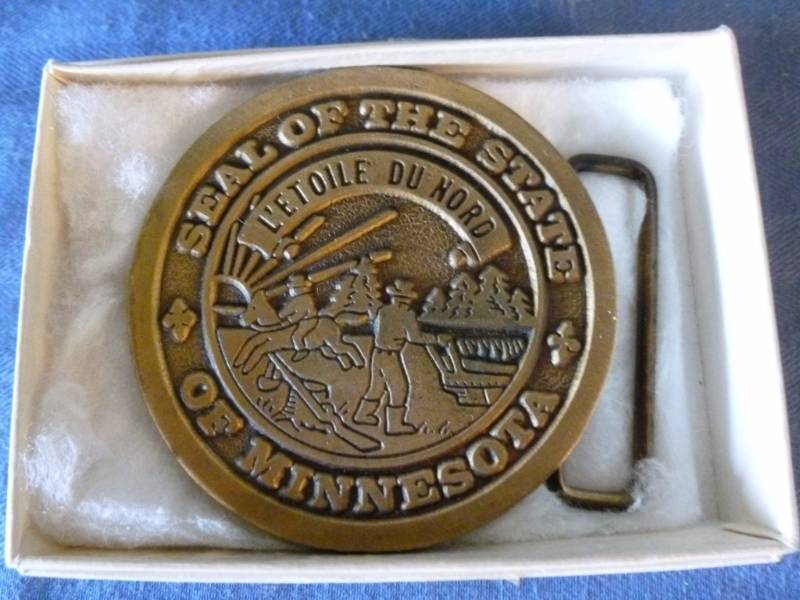 SEAL OF THE STATE
OF MINNESOTA
L'ETOILE DU NORD